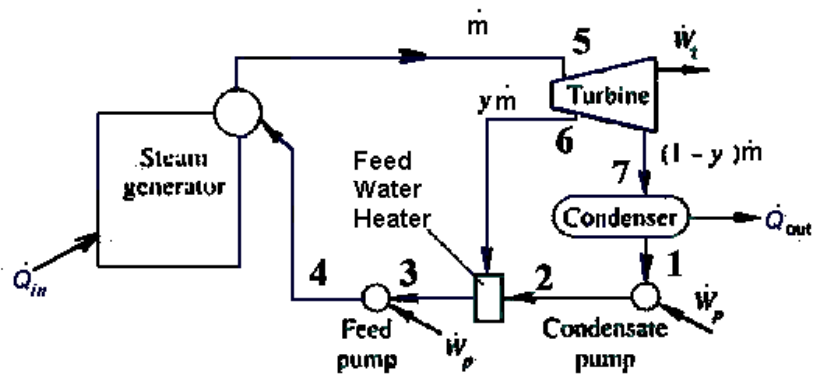 ṁ
5
Ẇt
Turbine
yṁ
6
(1 - y)ṁ
7
Steam
generator
Feed
Water
Heater
Condenser
Q̇out
1
2
3
4
Q̇in
Ẇp
Feed
pump
Ẇp
Condensate
pump